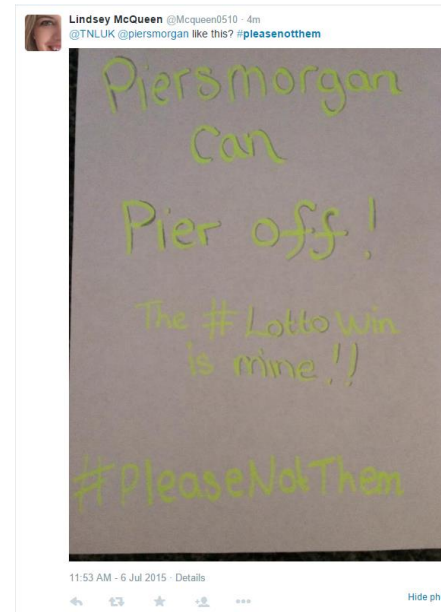 Lindsey McQueen @Mcqueen0510 · 4m
@TNLUK @piersmorgan like this? #pleasenotthem
Piersmorgan
Can
Pier off!
The #LottoWin
is mine!!
#PleaseNotThem
11:53 AM - 6 Jul 2015 · Details
Hide ph